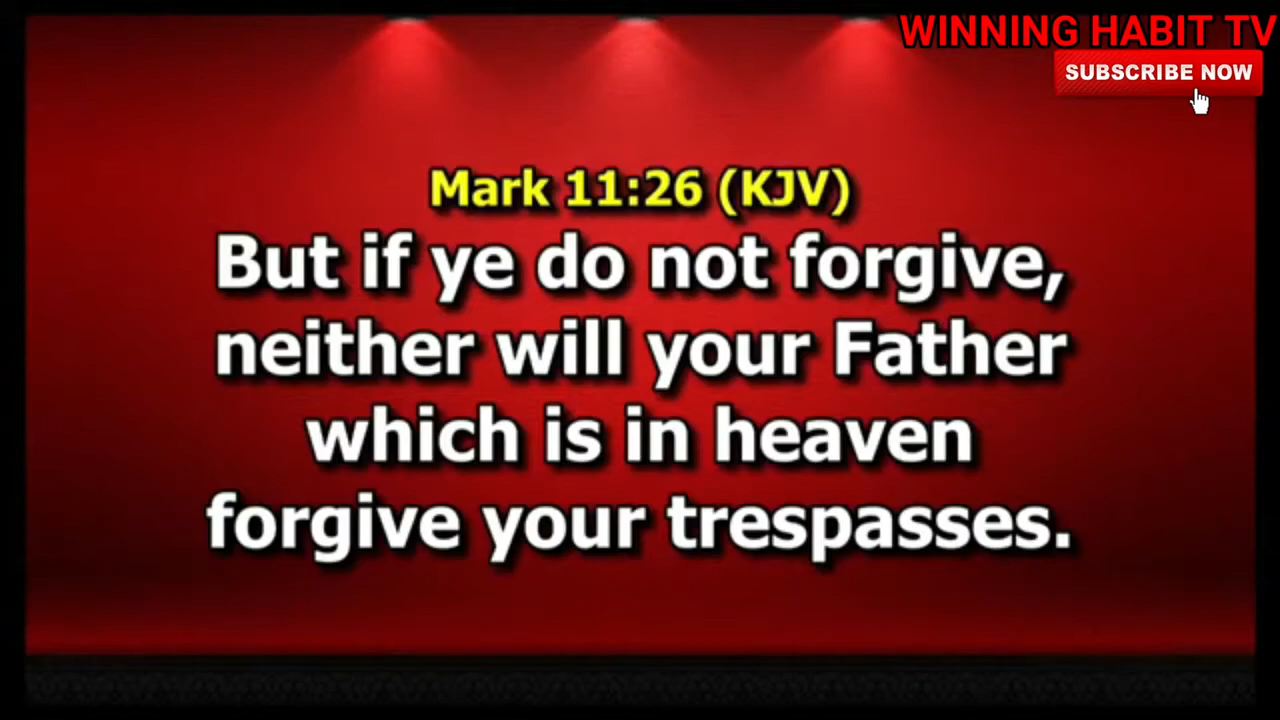 WINNING HABIT TV
SUBSCRIBE NOW
Mark 11:26 (KJV)
But if ye do not forgive,
neither will your Father
which is in heaven
forgive your trespasses.